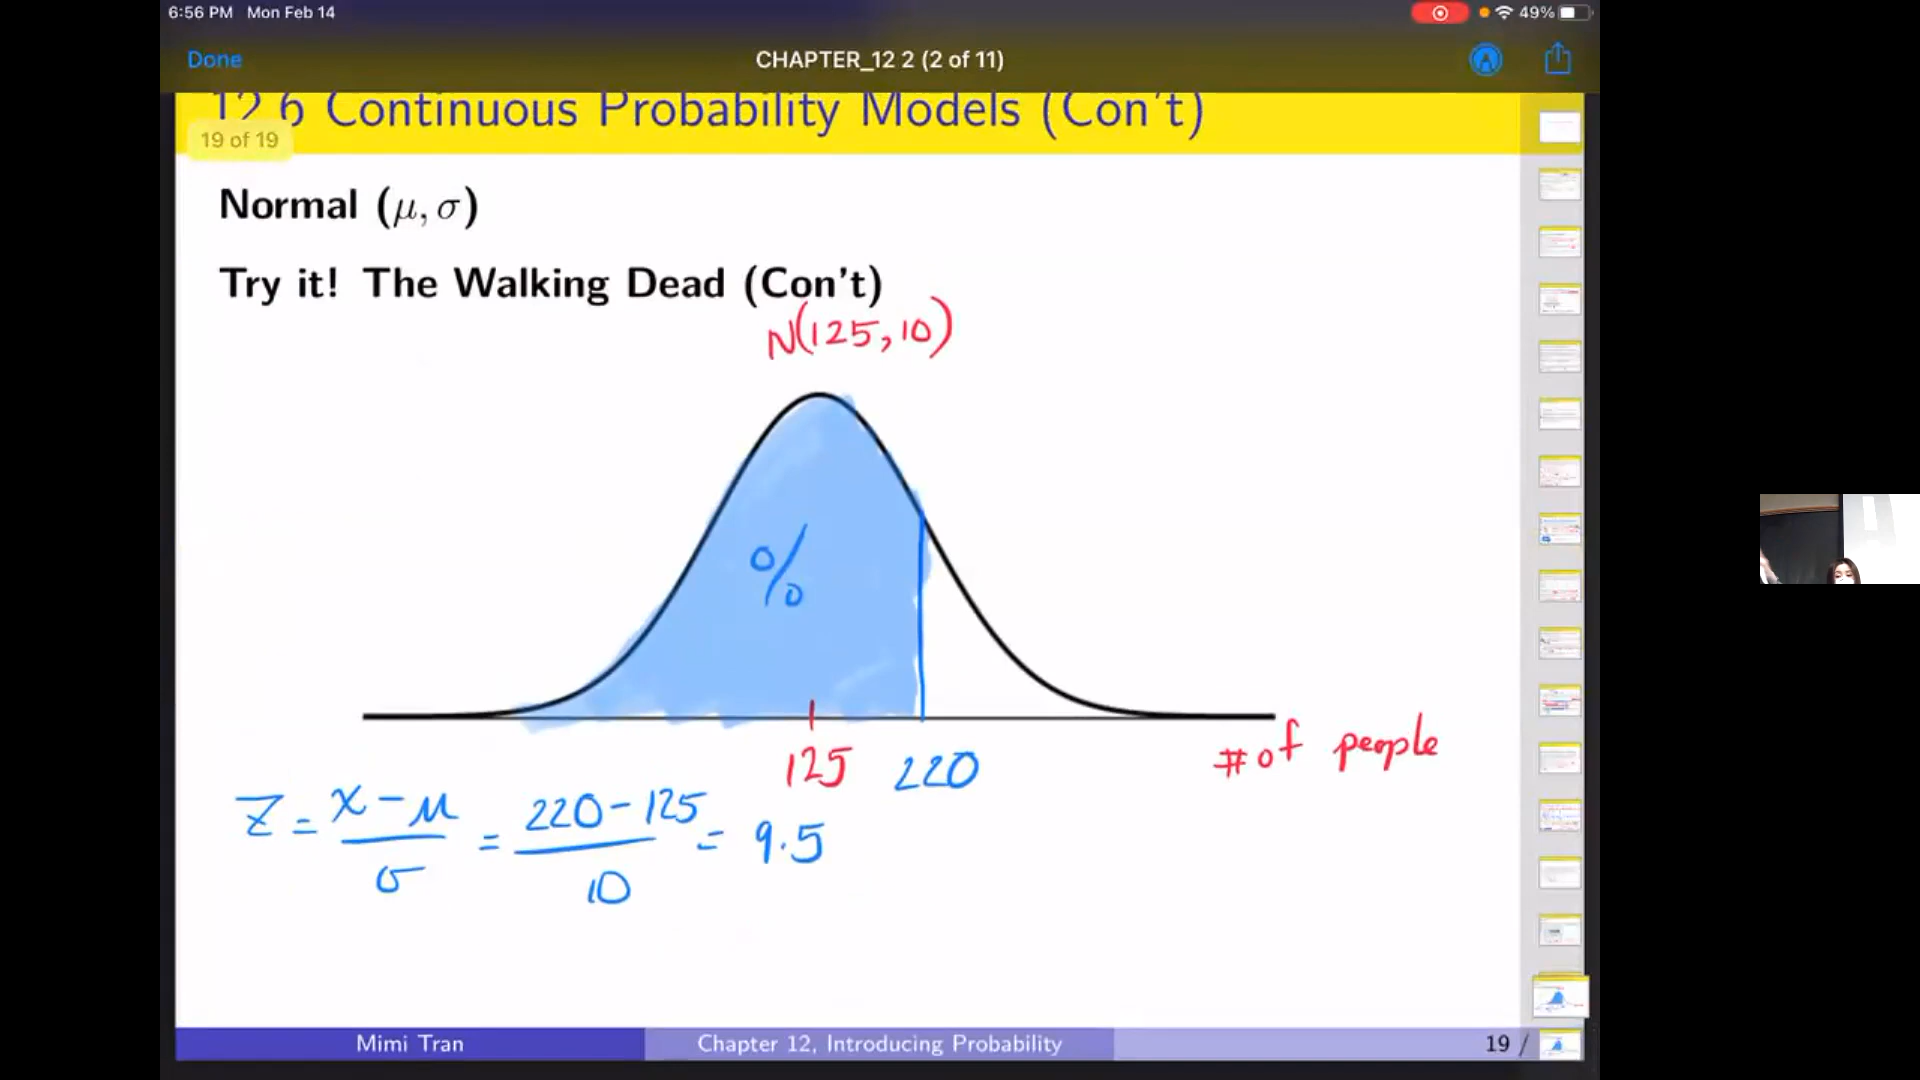 6:56 PM Mon Feb 14
49%
Done
CHAPTER_12 2 (2 of 11)
12.6 Continuous Probability Models (Con't)
19 of 19
Normal (μ, σ)
Try it! The Walking Dead (Con't)
N(125, 10)
%
125
220
# of people
Z = x - μ / σ = 220 - 125 / 10 = 9.5
Mimi Tran
Chapter 12, Introducing Probability
19 /